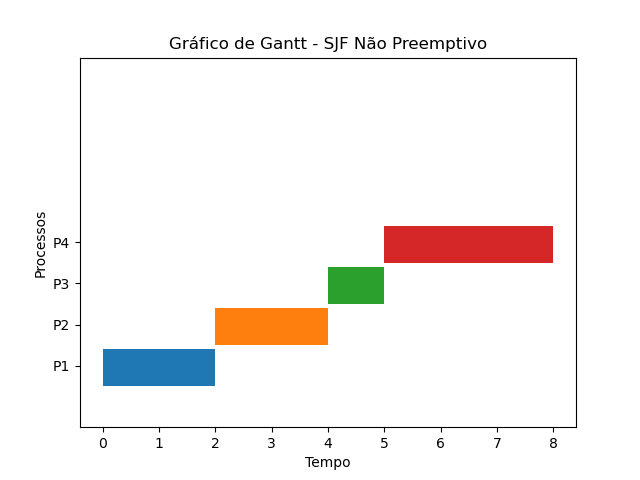 Gráfico de Gantt - SJF Não Preemptivo
Processos
P4
P3
P2
P1
0 1 2 3 4 5 6 7 8
Tempo